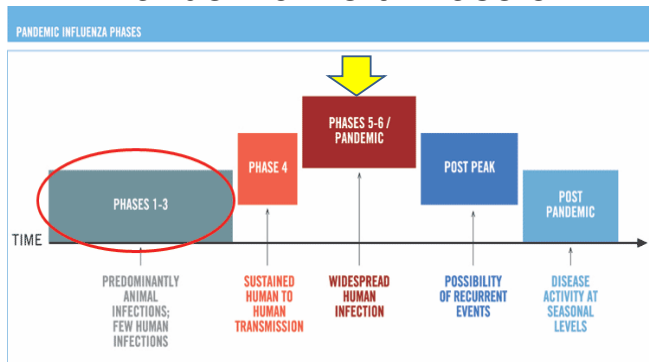 PANDEMIC INFLUENZA PHASES
PHASES 5-6 /
PANDEMIC
PHASE 4
POST PEAK
PHASES 1-3
POST
PANDEMIC
TIME
PREDOMINANTLY
ANIMAL
INFECTIONS;
FEW HUMAN
INFECTIONS
SUSTAINED
HUMAN TO
HUMAN
TRANSMISSION
WIDESPREAD
HUMAN
INFECTION
POSSIBILITY
OF RECURRENT
EVENTS
DISEASE
ACTIVITY AT
SEASONAL
LEVELS